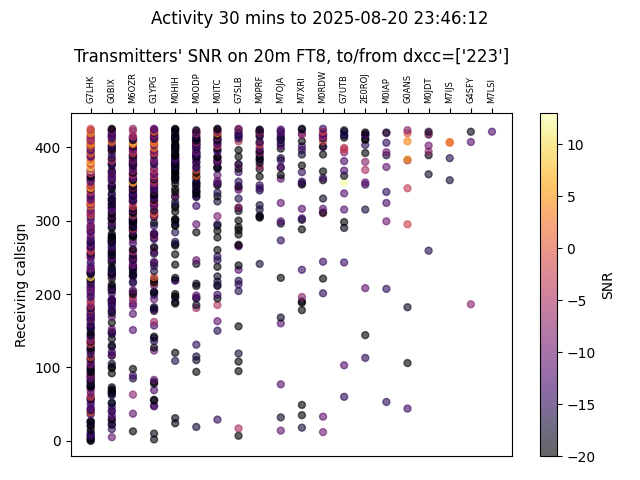 Activity 30 mins to 2025-08-20 23:46:12
Transmitters' SNR on 20m FT8, to/from dxcc=['223']
G7LHK
G0BIX
M6OZR
G1YPG
M0HIH
M0ODP
M0ITC
G7SLB
M0PRF
M7OJA
M7XRI
M0RDW
G7UTB
2E0ROJ
M0IAP
G0ANS
M0JDT
M7IJS
G4SFY
M7LSI
Receiving callsign
400
300
200
100
0
10
5
0
−5
−10
−15
−20
SNR